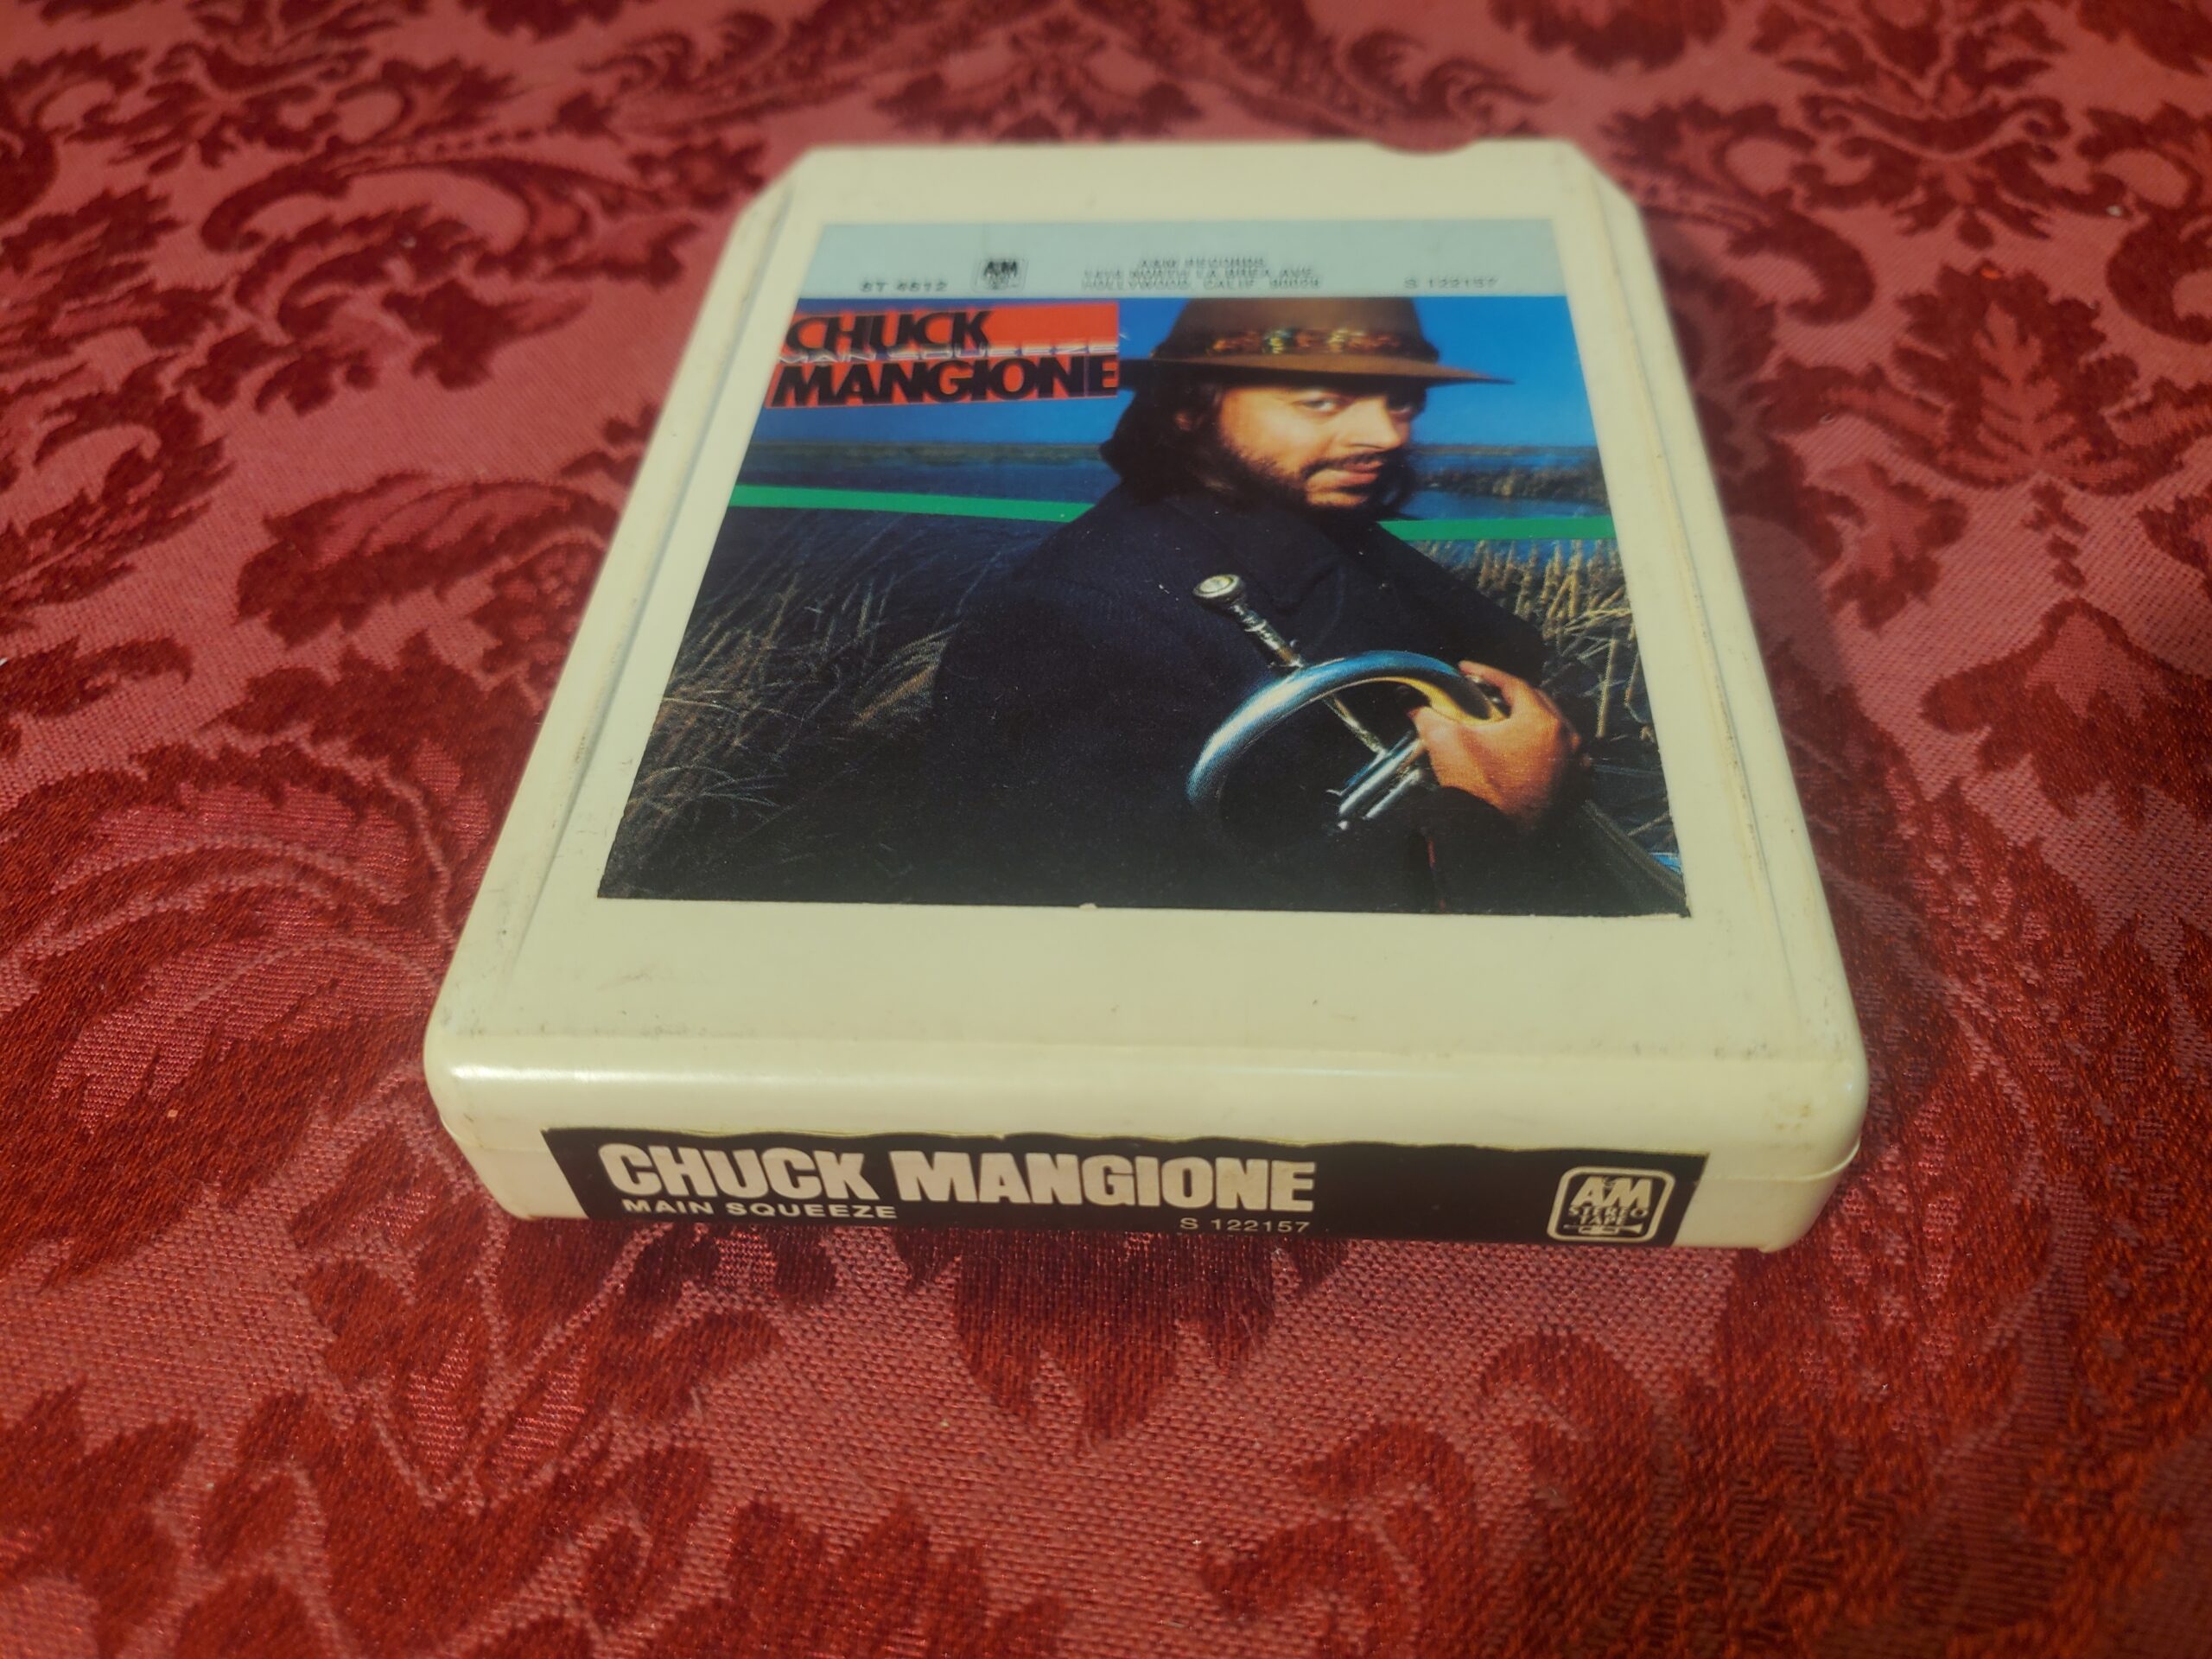 8T 4612
A&M
A&M RECORDS
1416 NORTH LA BREA AVE.
HOLLYWOOD, CALIF. 90028
S 122157
CHUCK
MAIN SQUEEZE
MANGIONE
CHUCK MANGIONE
MAIN SQUEEZE
S 122157
A&M
STEREO
TAPE